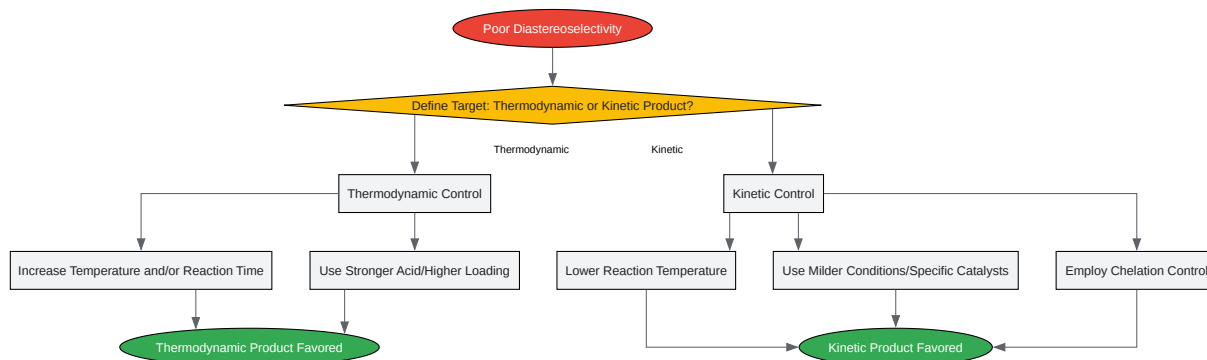 Poor Diastereoselectivity
Define Target: Thermodynamic or Kinetic Product?
Thermodynamic
Kinetic
Thermodynamic Control
Kinetic Control
Increase Temperature and/or Reaction Time
Use Stronger Acid/Higher Loading
Lower Reaction Temperature
Use Milder Conditions/Specific Catalysts
Employ Chelation Control
Thermodynamic Product Favored
Kinetic Product Favored